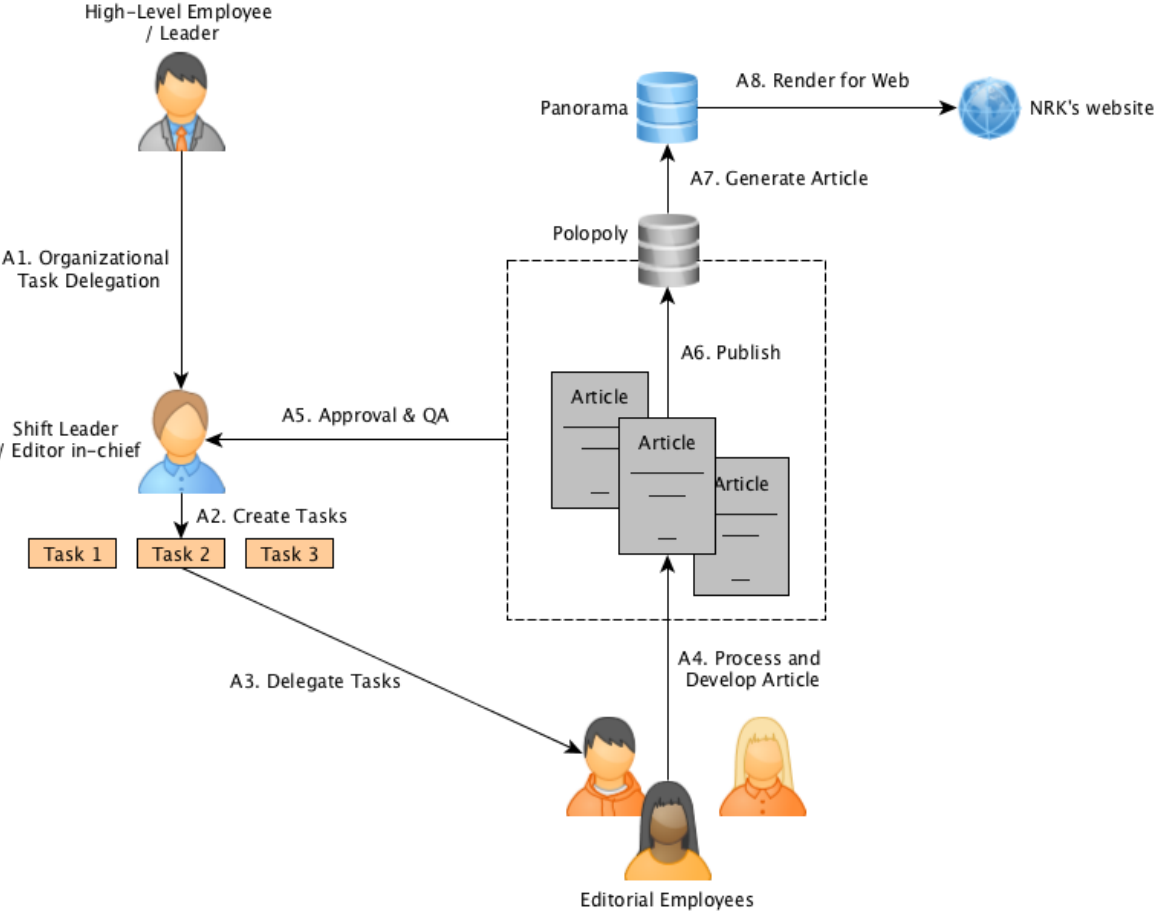 High-Level Employee
/ Leader
A8. Render for Web
Panorama
NRK's website
A7. Generate Article
Polopoly
A1. Organizational
Task Delegation
A6. Publish
Article
A5. Approval & QA
Shift Leader
/ Editor in-chief
Article
Article
A2. Create Tasks
Task 1
Task 2
Task 3
A4. Process and
Develop Article
A3. Delegate Tasks
Editorial Employees